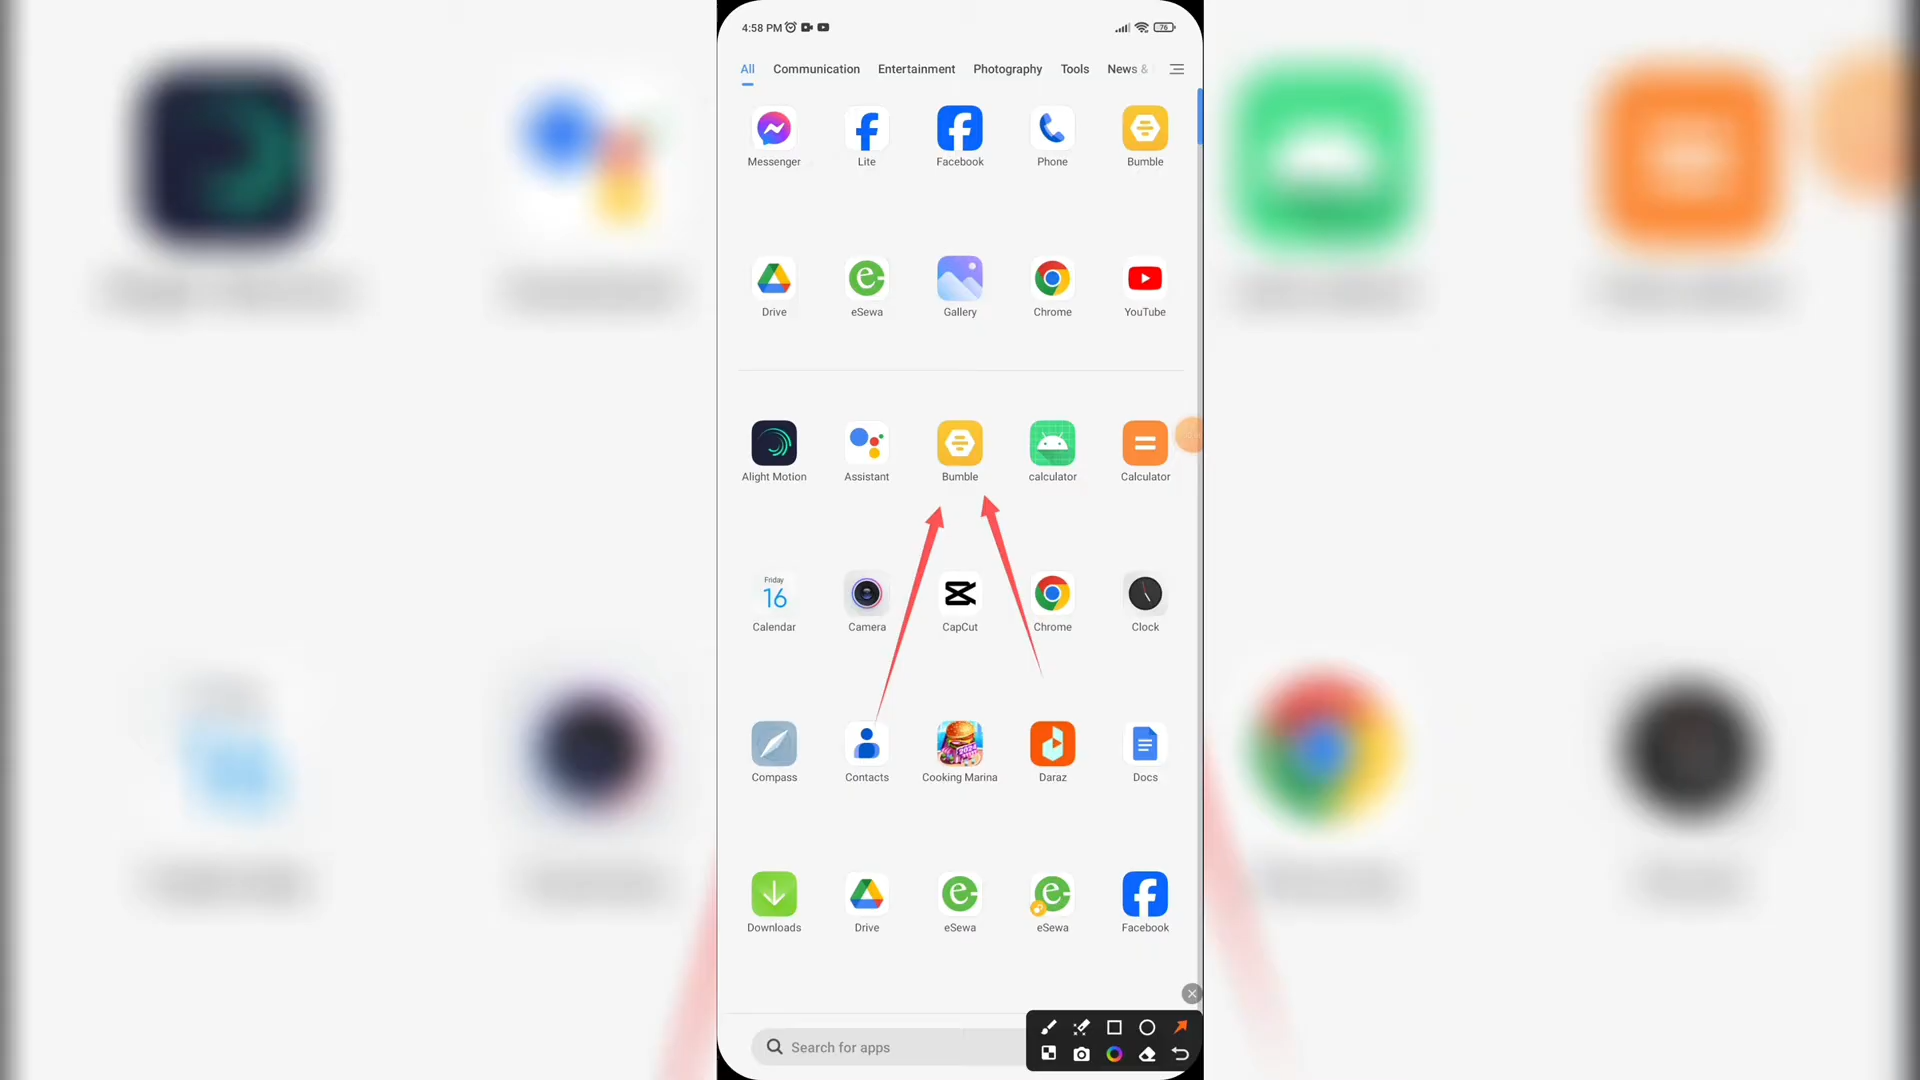 4:58 PM
76
All Communication Entertainment Photography Tools News &
Messenger Lite Facebook Phone Bumble
Drive eSewa Gallery Chrome YouTube
Alight Motion Assistant Bumble calculator Calculator
Friday
16
Calendar Camera CapCut Chrome Clock
Compass Contacts Cooking Marina Daraz Docs
Downloads Drive eSewa eSewa Facebook
Search for apps